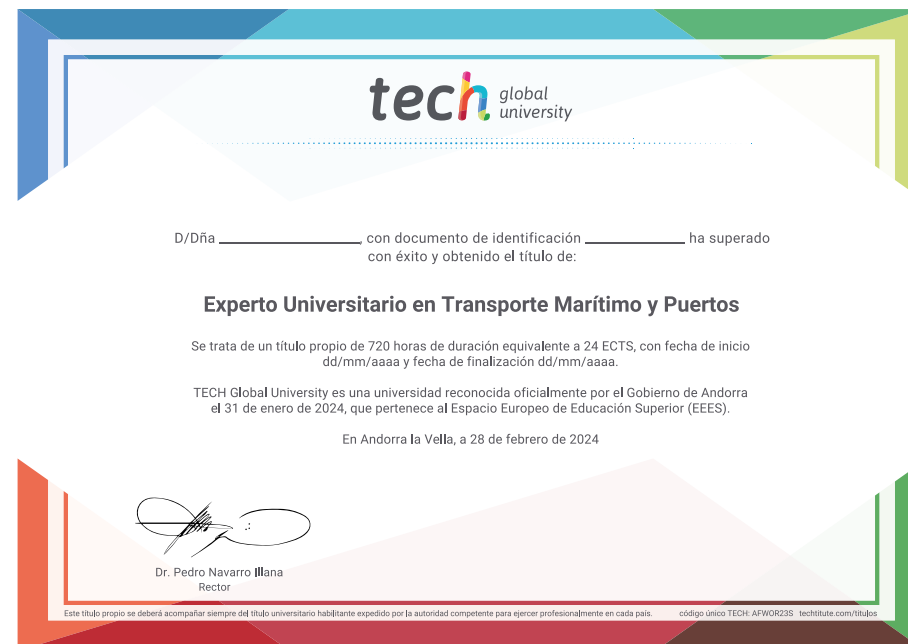 tech global university
D/Dña ____________________, con documento de identificación ______________ ha superado
con éxito y obtenido el título de:
Experto Universitario en Transporte Marítimo y Puertos
Se trata de un título propio de 720 horas de duración equivalente a 24 ECTS, con fecha de inicio
dd/mm/aaaa y fecha de finalización dd/mm/aaaa.
TECH Global University es una universidad reconocida oficialmente por el Gobierno de Andorra
el 31 de enero de 2024, que pertenece al Espacio Europeo de Educación Superior (EEES).
En Andorra la Vella, a 28 de febrero de 2024
Dr. Pedro Navarro Illana
Rector
Este título propio se deberá acompañar siempre del título universitario habilitante expedido por la autoridad competente para ejercer profesionalmente en cada país. código único TECH: AFWOR23S techtitute.com/titulos